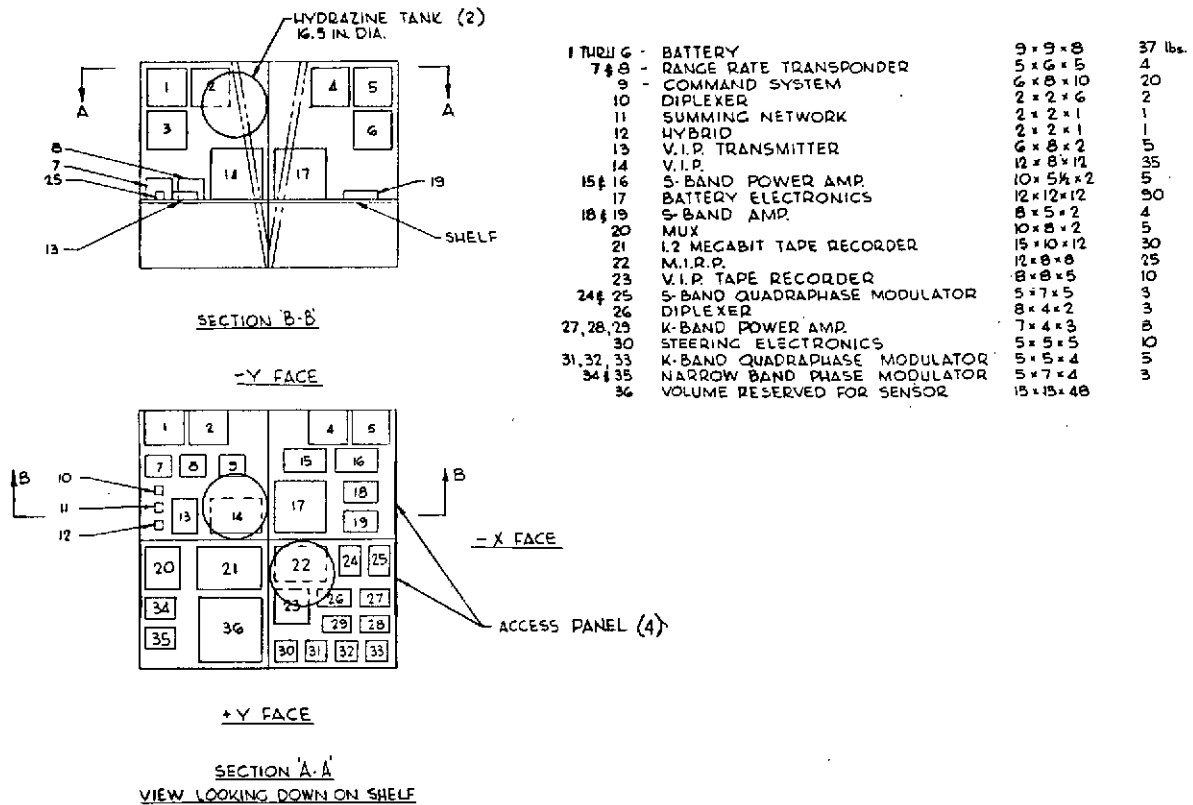 HYDRAZINE TANK (2)
16.5 IN. DIA.
A
A
1
2
4
5
3
6
8
7
25
14
17
19
13
SHELF
SECTION 'B-B'
-Y FACE
1 THRU 6 - BATTERY 9 x 9 x 8 37 lbs.
7 & 8 - RANGE RATE TRANSPONDER 5 x 6 x 5 4
9 - COMMAND SYSTEM 6 x 8 x 10 20
10 DIPLEXER 2 x 2 x 6 2
11 SUMMING NETWORK 2 x 2 x 1 1
12 HYBRID 2 x 2 x 1 1
13 V.I.P. TRANSMITTER 6 x 8 x 2 5
14 V.I.P. 12 x 8 x 12 35
15 & 16 S-BAND POWER AMP. 10 x 5½ x 2 5
17 BATTERY ELECTRONICS 12 x 12 x 12 90
18 & 19 S-BAND AMP. 8 x 5 x 2 4
20 MUX 10 x 8 x 2 5
21 1.2 MEGABIT TAPE RECORDER 15 x 10 x 12 30
22 M.I.R.P. 12 x 8 x 8 25
23 V.I.P. TAPE RECORDER 8 x 8 x 5 10
24 & 25 S-BAND QUADRAPHASE MODULATOR 5 x 7 x 5 3
26 DIPLEXER 8 x 4 x 2 3
27, 28, 29 K-BAND POWER AMP. 7 x 4 x 3 8
30 STEERING ELECTRONICS 5 x 5 x 5 10
31, 32, 33 K-BAND QUADRAPHASE MODULATOR 5 x 5 x 4 5
34 & 35 NARROW BAND PHASE MODULATOR 5 x 7 x 4 3
36 VOLUME RESERVED FOR SENSOR 15 x 15 x 48
1
2
4
5
7
8
9
15
16
B
B
10
11
12
13
14
17
18
19
-X FACE
20
21
22
24
25
34
35
36
23
26
27
29
28
30
31
32
33
ACCESS PANEL (4)
+Y FACE
SECTION 'A-A'
VIEW LOOKING DOWN ON SHELF